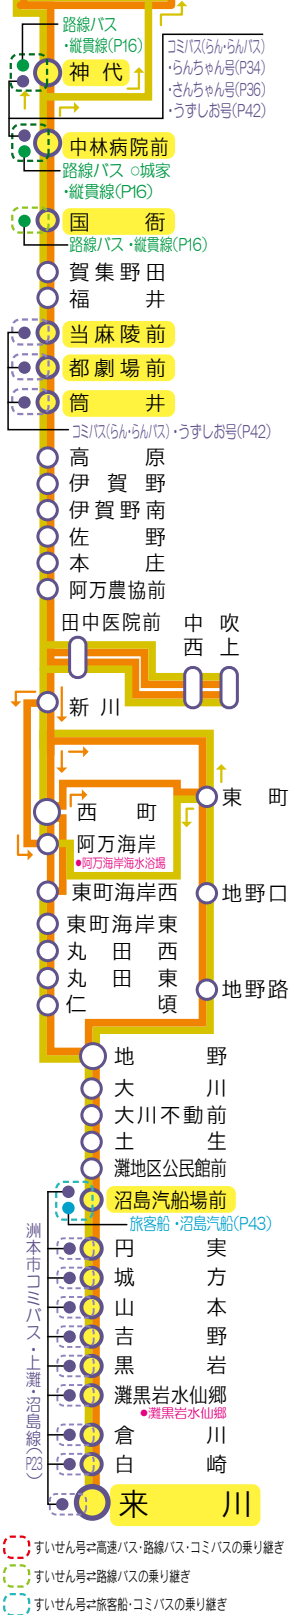 路線バス
・縦貫線(P16)
コミバス(らん・らんバス)
・らんちゃん号(P34)
・さんちゃん号(P36)
・うずしお号(P42)
神代
中林病院前
路線バス ○城家
・縦貫線(P16)
国衙
路線バス・縦貫線(P16)
賀集野田
福井
当麻陵前
都劇場前
筒井
コミバス(らん・らんバス)・うずしお号(P42)
高原
伊賀野
伊賀野南
佐野
本庄
阿万農協前
田中医院前
中西
吹上
新川
東町
西町
阿万海岸
●阿万海岸海水浴場
東町海岸西
地野口
東町海岸東
丸田西
丸田東
地野路
仁頃
地野
大川
大川不動前
土生
灘地区公民館前
沼島汽船場前
旅客船・沼島汽船(P43)
洲本市コミバス・上灘・沼島線(P23)
円実
城方
山本
吉野
黒岩
灘黒岩水仙郷
●灘黒岩水仙郷
倉川
白崎
来川
すいせん号⇄高速バス・路線バス・コミバスの乗り継ぎ
すいせん号⇄路線バスの乗り継ぎ
すいせん号⇄旅客船・コミバスの乗り継ぎ